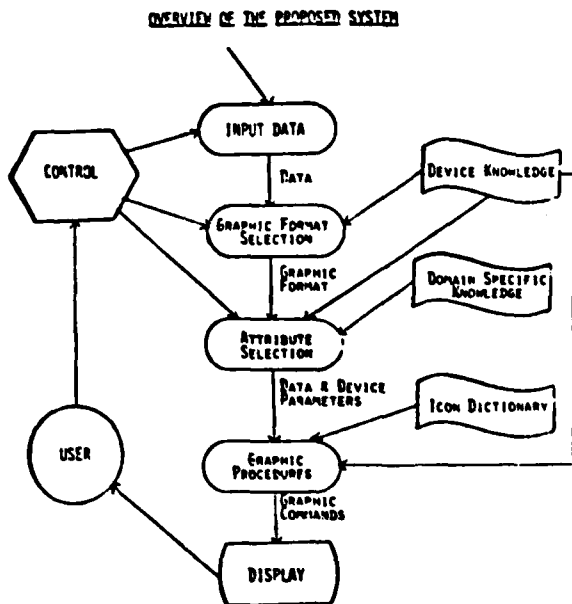 OVERVIEW OF THE PROPOSED SYSTEM
INPUT DATA
CONTROL
DATA
DEVICE KNOWLEDGE
GRAPHIC FORMAT
SELECTION
GRAPHIC
FORMAT
DOMAIN SPECIFIC
KNOWLEDGE
ATTRIBUTE
SELECTION
DATA & DEVICE
PARAMETERS
ICON DICTIONARY
USER
GRAPHIC
PROCEDURES
GRAPHIC
COMMANDS
DISPLAY